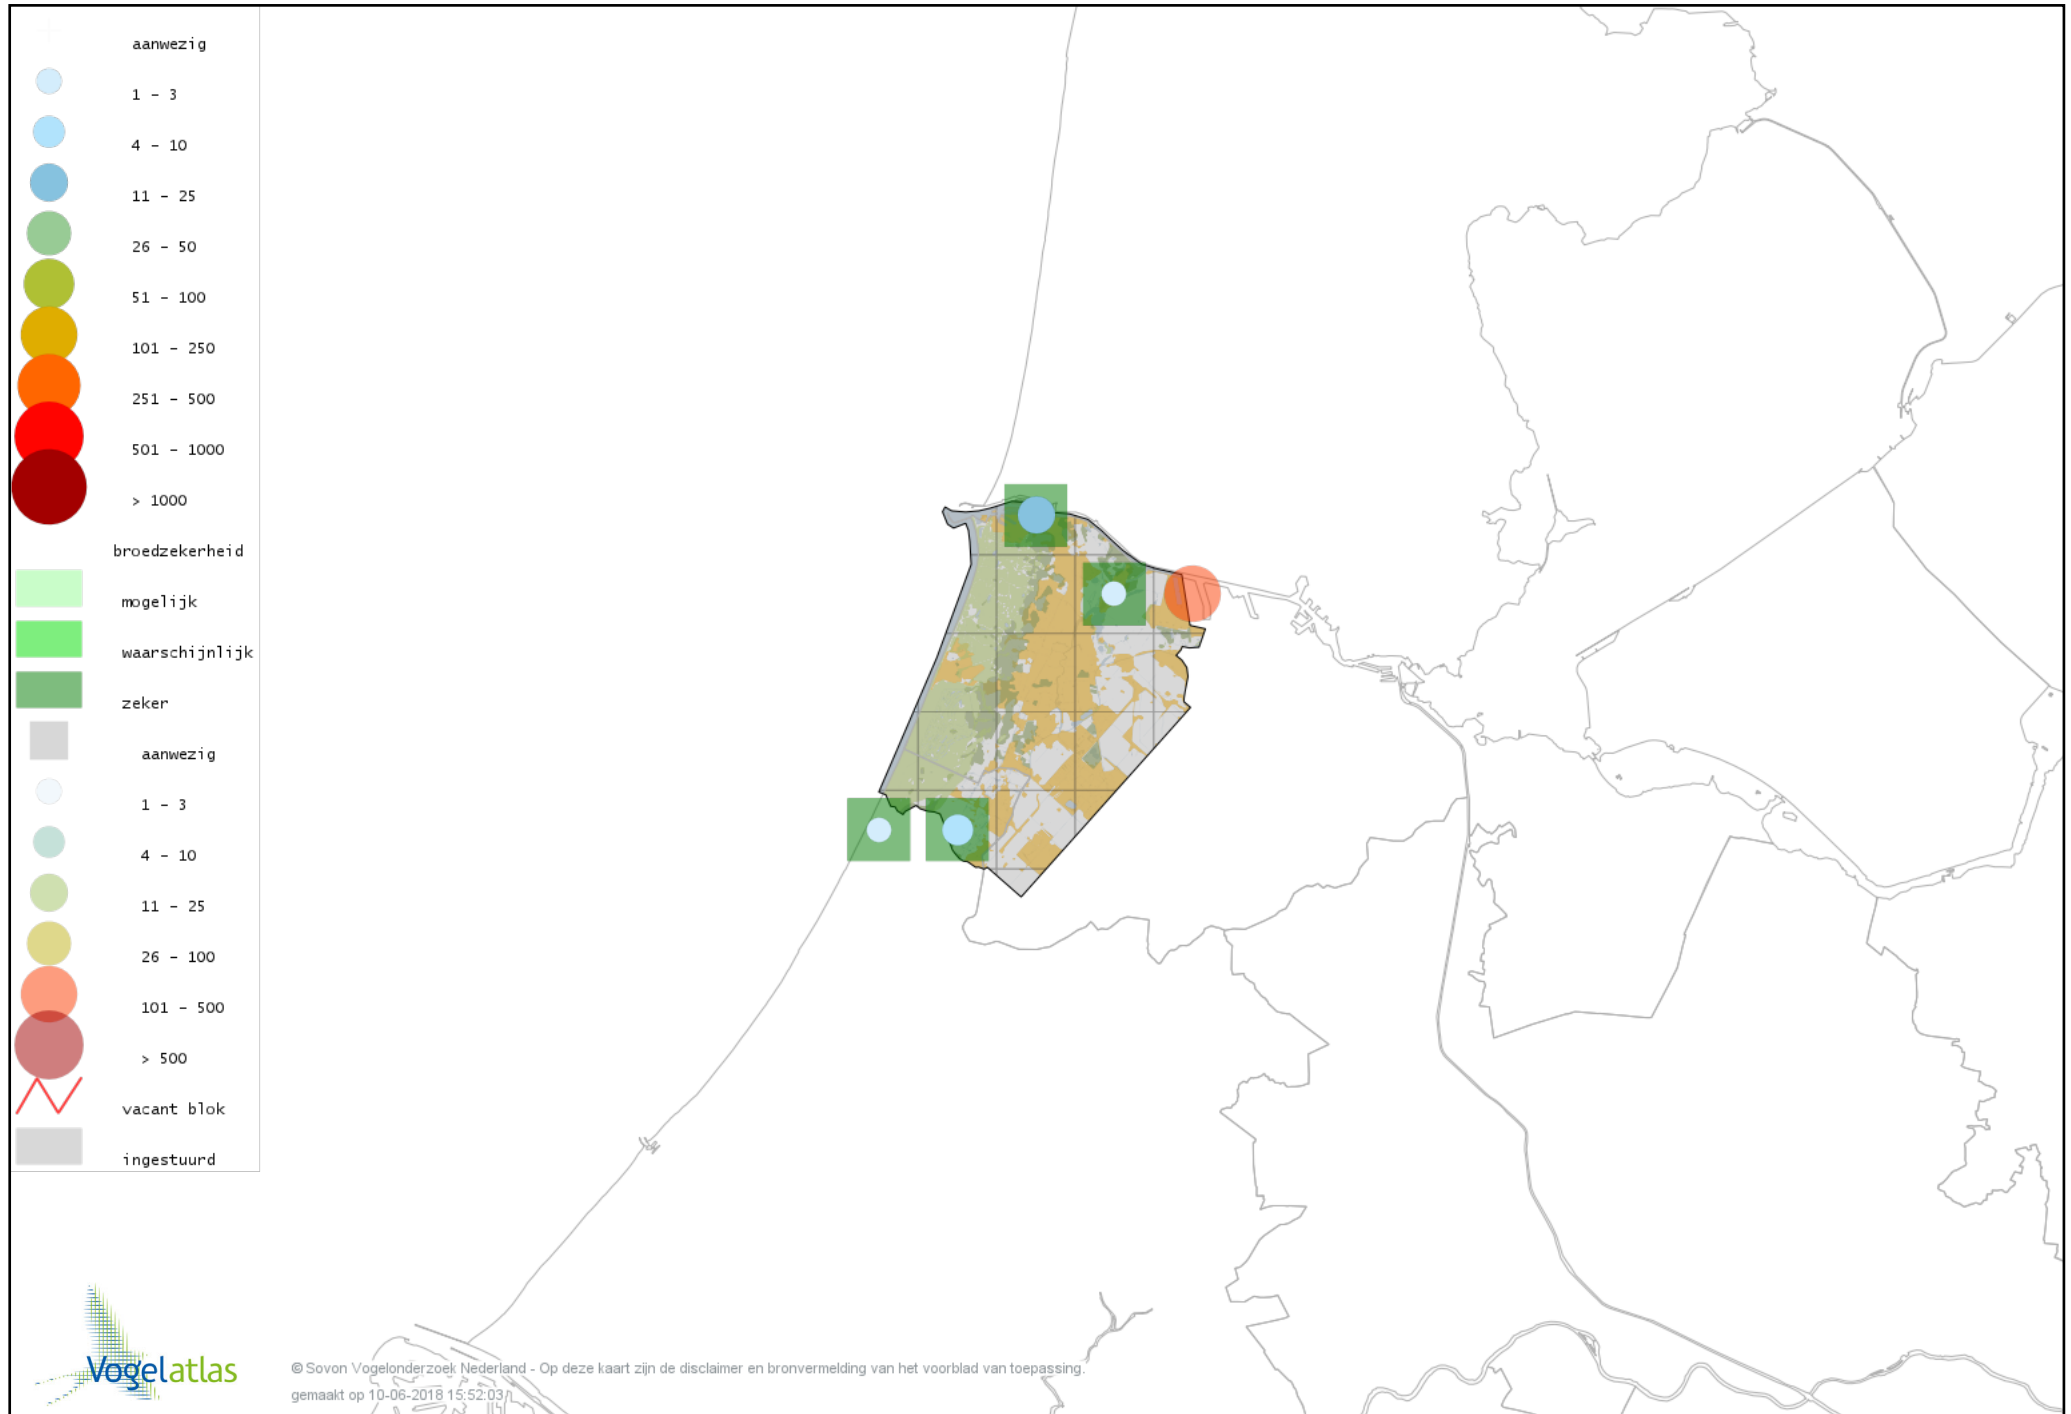 aanwezig
1 – 3
4 – 10
11 – 25
26 – 50
51 – 100
101 – 250
251 – 500
501 – 1000
> 1000
broedzekerheid
mogelijk
waarschijnlijk
zeker
aanwezig
1 – 3
4 – 10
11 – 25
26 – 100
101 – 500
> 500
vacant blok
ingestuurd
Vogelatlas
© Sovon Vogelonderzoek Nederland - Op deze kaart zijn de disclaimer en bronvermelding van het voorblad van toepassing.
gemaakt op 10-06-2018 15:52:03